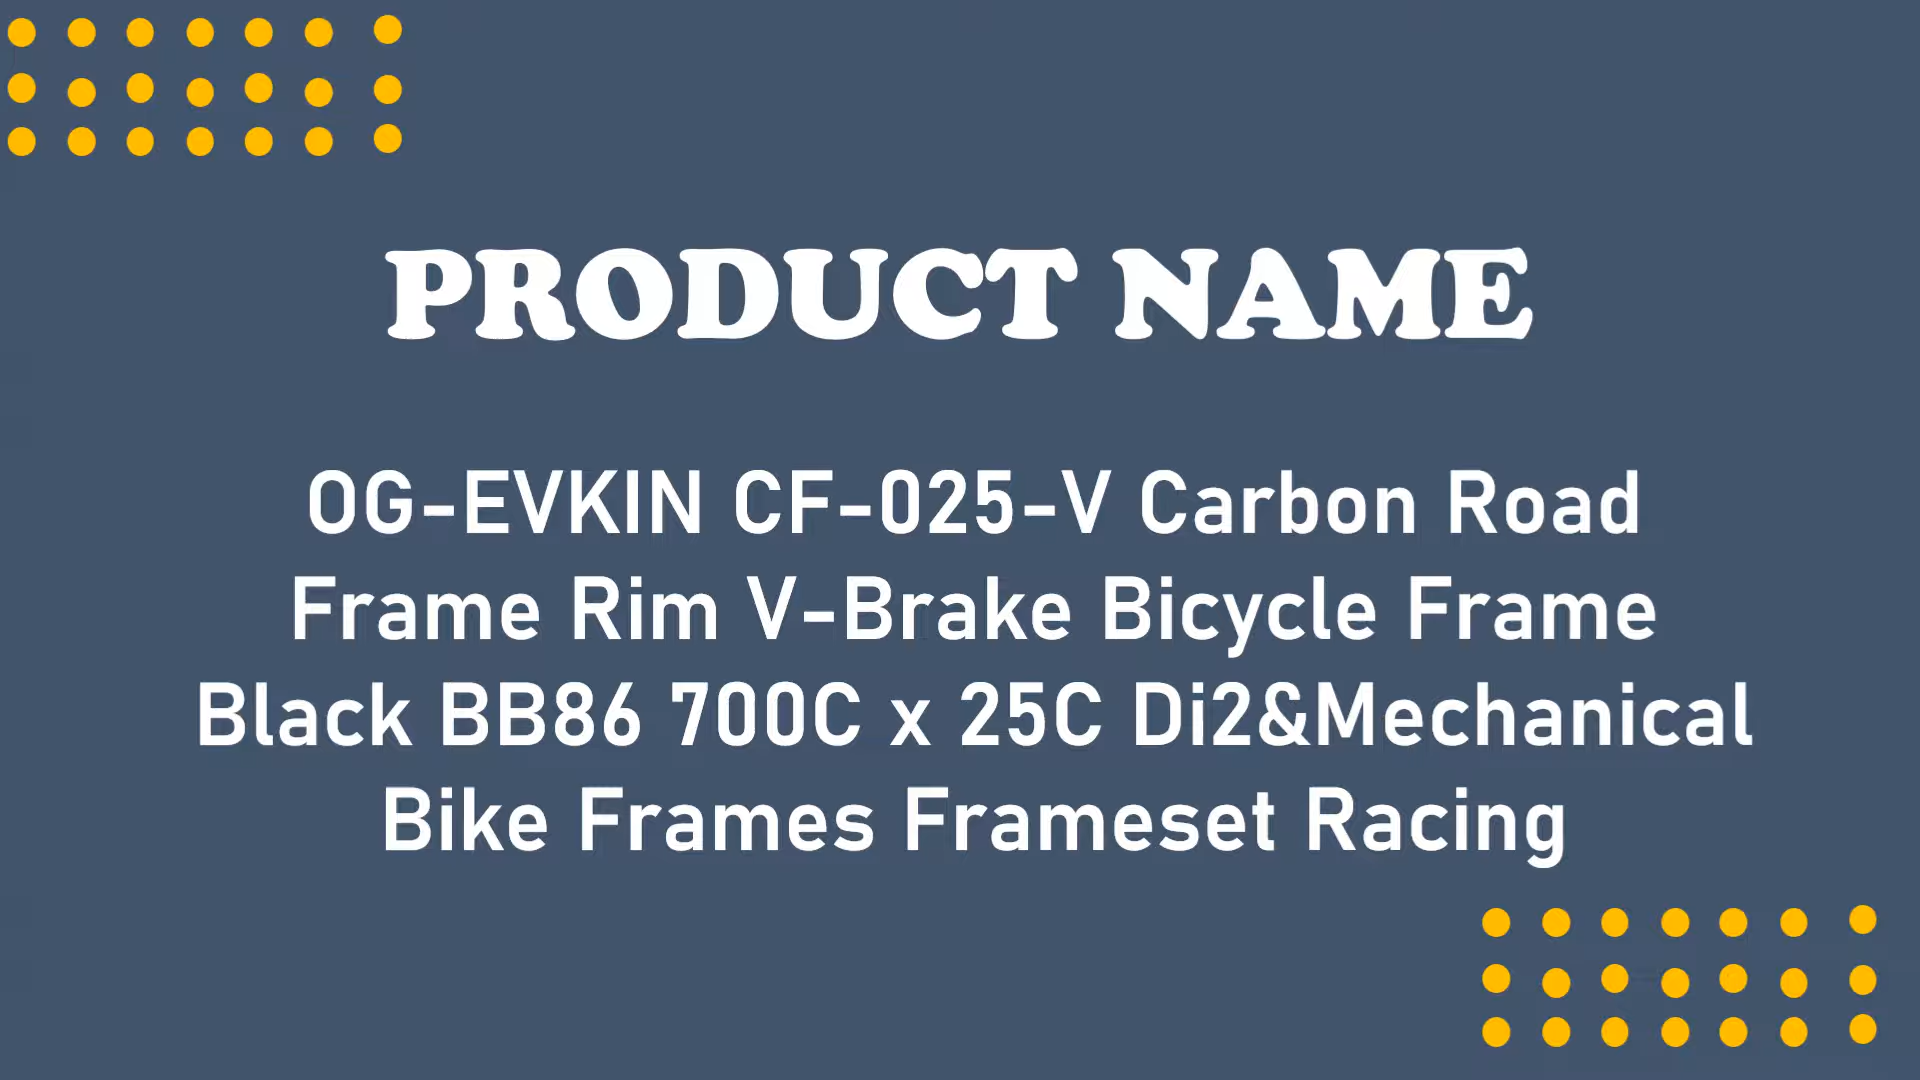 PRODUCT NAME
OG-EVKIN CF-025-V Carbon Road
Frame Rim V-Brake Bicycle Frame
Black BB86 700C x 25C Di2&Mechanical
Bike Frames Frameset Racing